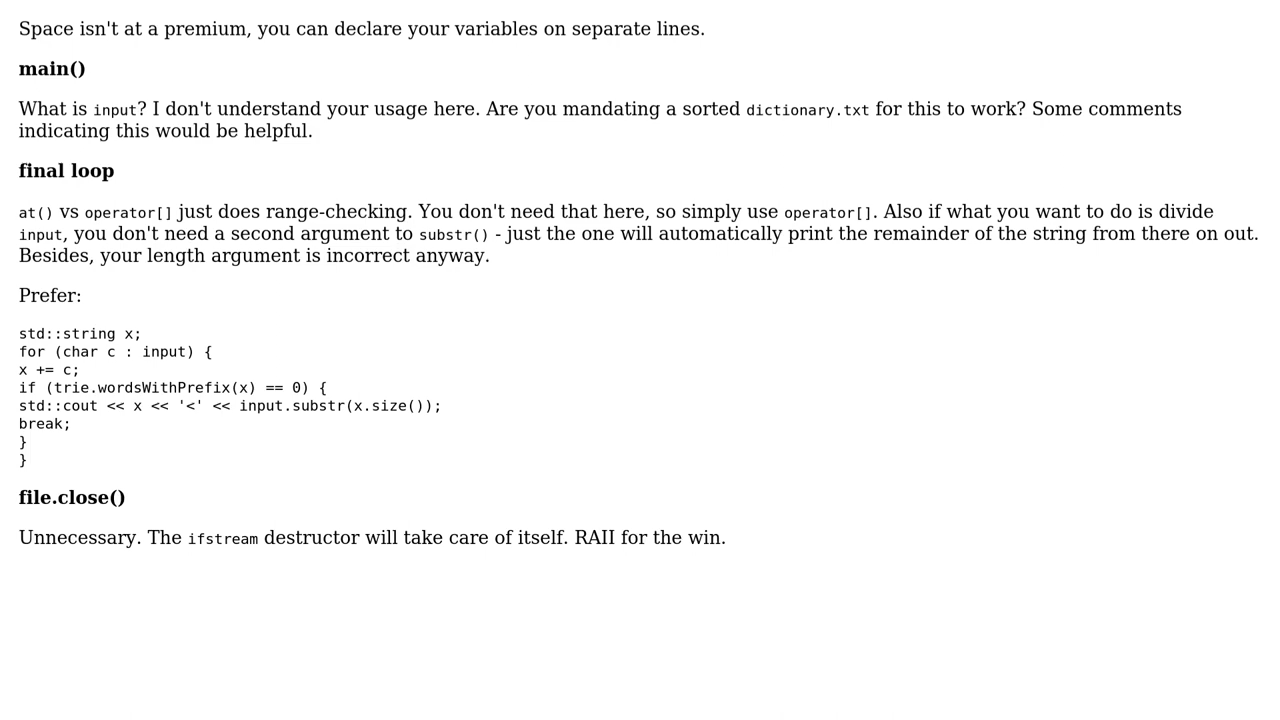 Space isn't at a premium, you can declare your variables on separate lines.
main()
What is input? I don't understand your usage here. Are you mandating a sorted dictionary.txt for this to work? Some comments
indicating this would be helpful.
final loop
at() vs operator[] just does range-checking. You don't need that here, so simply use operator[]. Also if what you want to do is divide
input, you don't need a second argument to substr() - just the one will automatically print the remainder of the string from there on out.
Besides, your length argument is incorrect anyway.
Prefer:
std::string x;
for (char c : input) {
x += c;
if (trie.wordsWithPrefix(x) == 0) {
std::cout << x << '<' << input.substr(x.size());
break;
}
}
file.close()
Unnecessary. The ifstream destructor will take care of itself. RAII for the win.